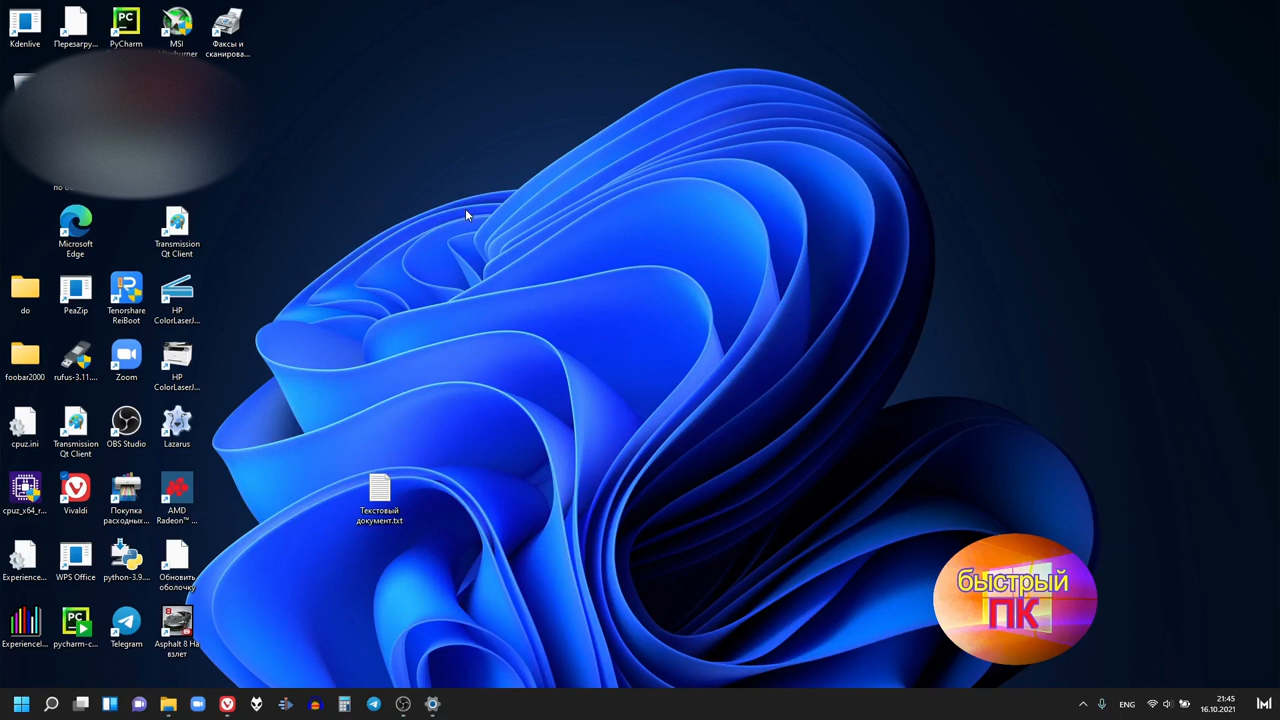 Kdenlive
Перезагру...
PyCharm
MSI
Факсы и
сканирова...
Microsoft
Edge
Transmission
Qt Client
do
PeaZip
Tenorshare
ReiBoot
HP
ColorLaserJ...
foobar2000
rufus-3.11....
Zoom
HP
ColorLaserJ...
cpuz.ini
Transmission
Qt Client
OBS Studio
Lazarus
cpuz_x64_r...
Vivaldi
Покупка
расходных...
AMD
Radeon™ ...
Текстовый
документ.txt
Experience...
WPS Office
python-3.9....
Обновить
оболочку
ExperienceI...
pycharm-c...
Telegram
Asphalt 8 На
взлет
быстрый
ПК
ENG
21:45
16.10.2021